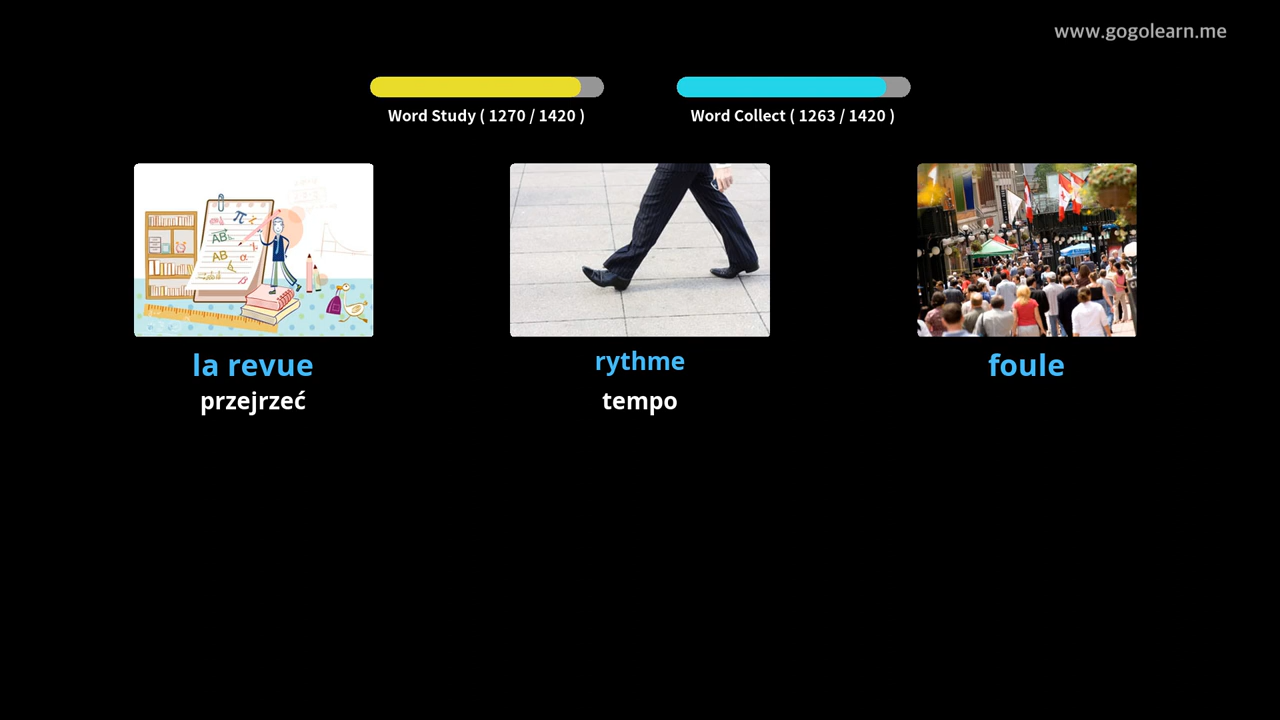 www.gogolearn.me
Word Study ( 1270 / 1420 )
Word Collect ( 1263 / 1420 )
la revue
przejrzeć
rythme
tempo
foule